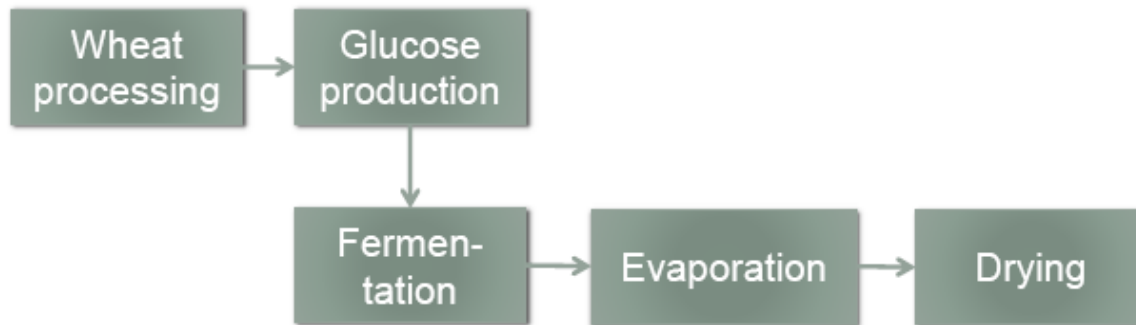 Wheat
processing
Glucose
production
Fermen-
tation
Evaporation
Drying